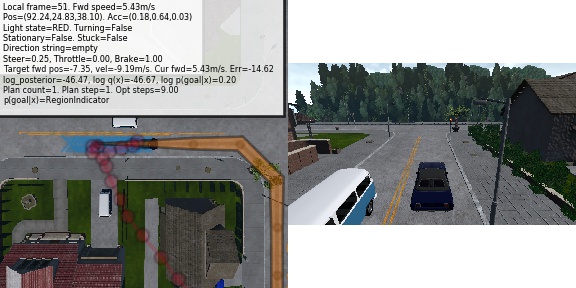 Local frame=51. Fwd speed=5.43m/s
Pos=(92.24,24.83,38.10). Acc=(0.18,0.64,0.03)
Light state=RED. Turning=False
Stationary=False. Stuck=False
Direction string=empty
Steer=0.25, Throttle=0.00, Brake=1.00
Target fwd pos=-7.35, vel=-9.19m/s. Cur fwd=5.43m/s. Err=-14.62
log_posterior=-46.47, log q(x)=-46.67, log p(goal|x)=0.20
Plan count=1. Plan step=1. Opt steps=9.00
p(goal|x)=RegionIndicator